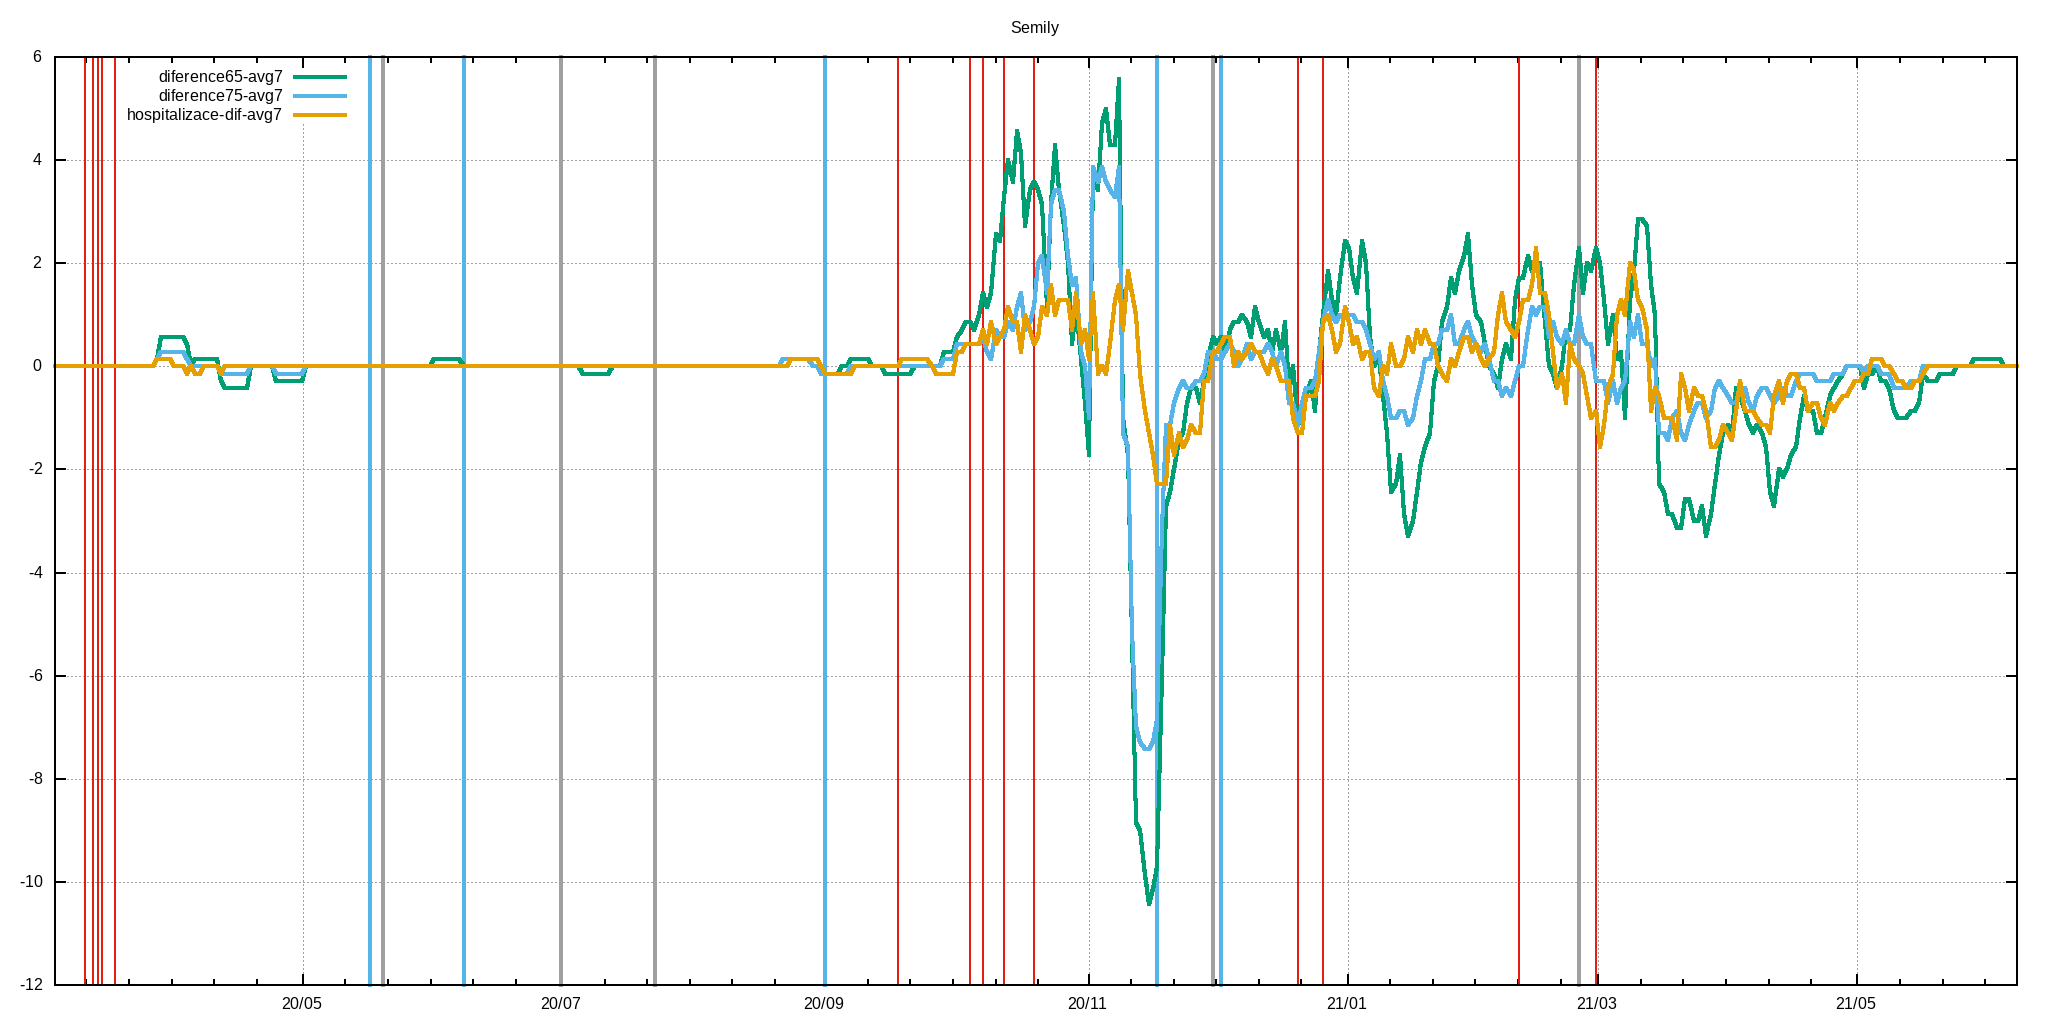 Semily
diference65-avg7
diference75-avg7
hospitalizace-dif-avg7
6
4
2
0
-2
-4
-6
-8
-10
-12
20/05 20/07 20/09 20/11 21/01 21/03 21/05